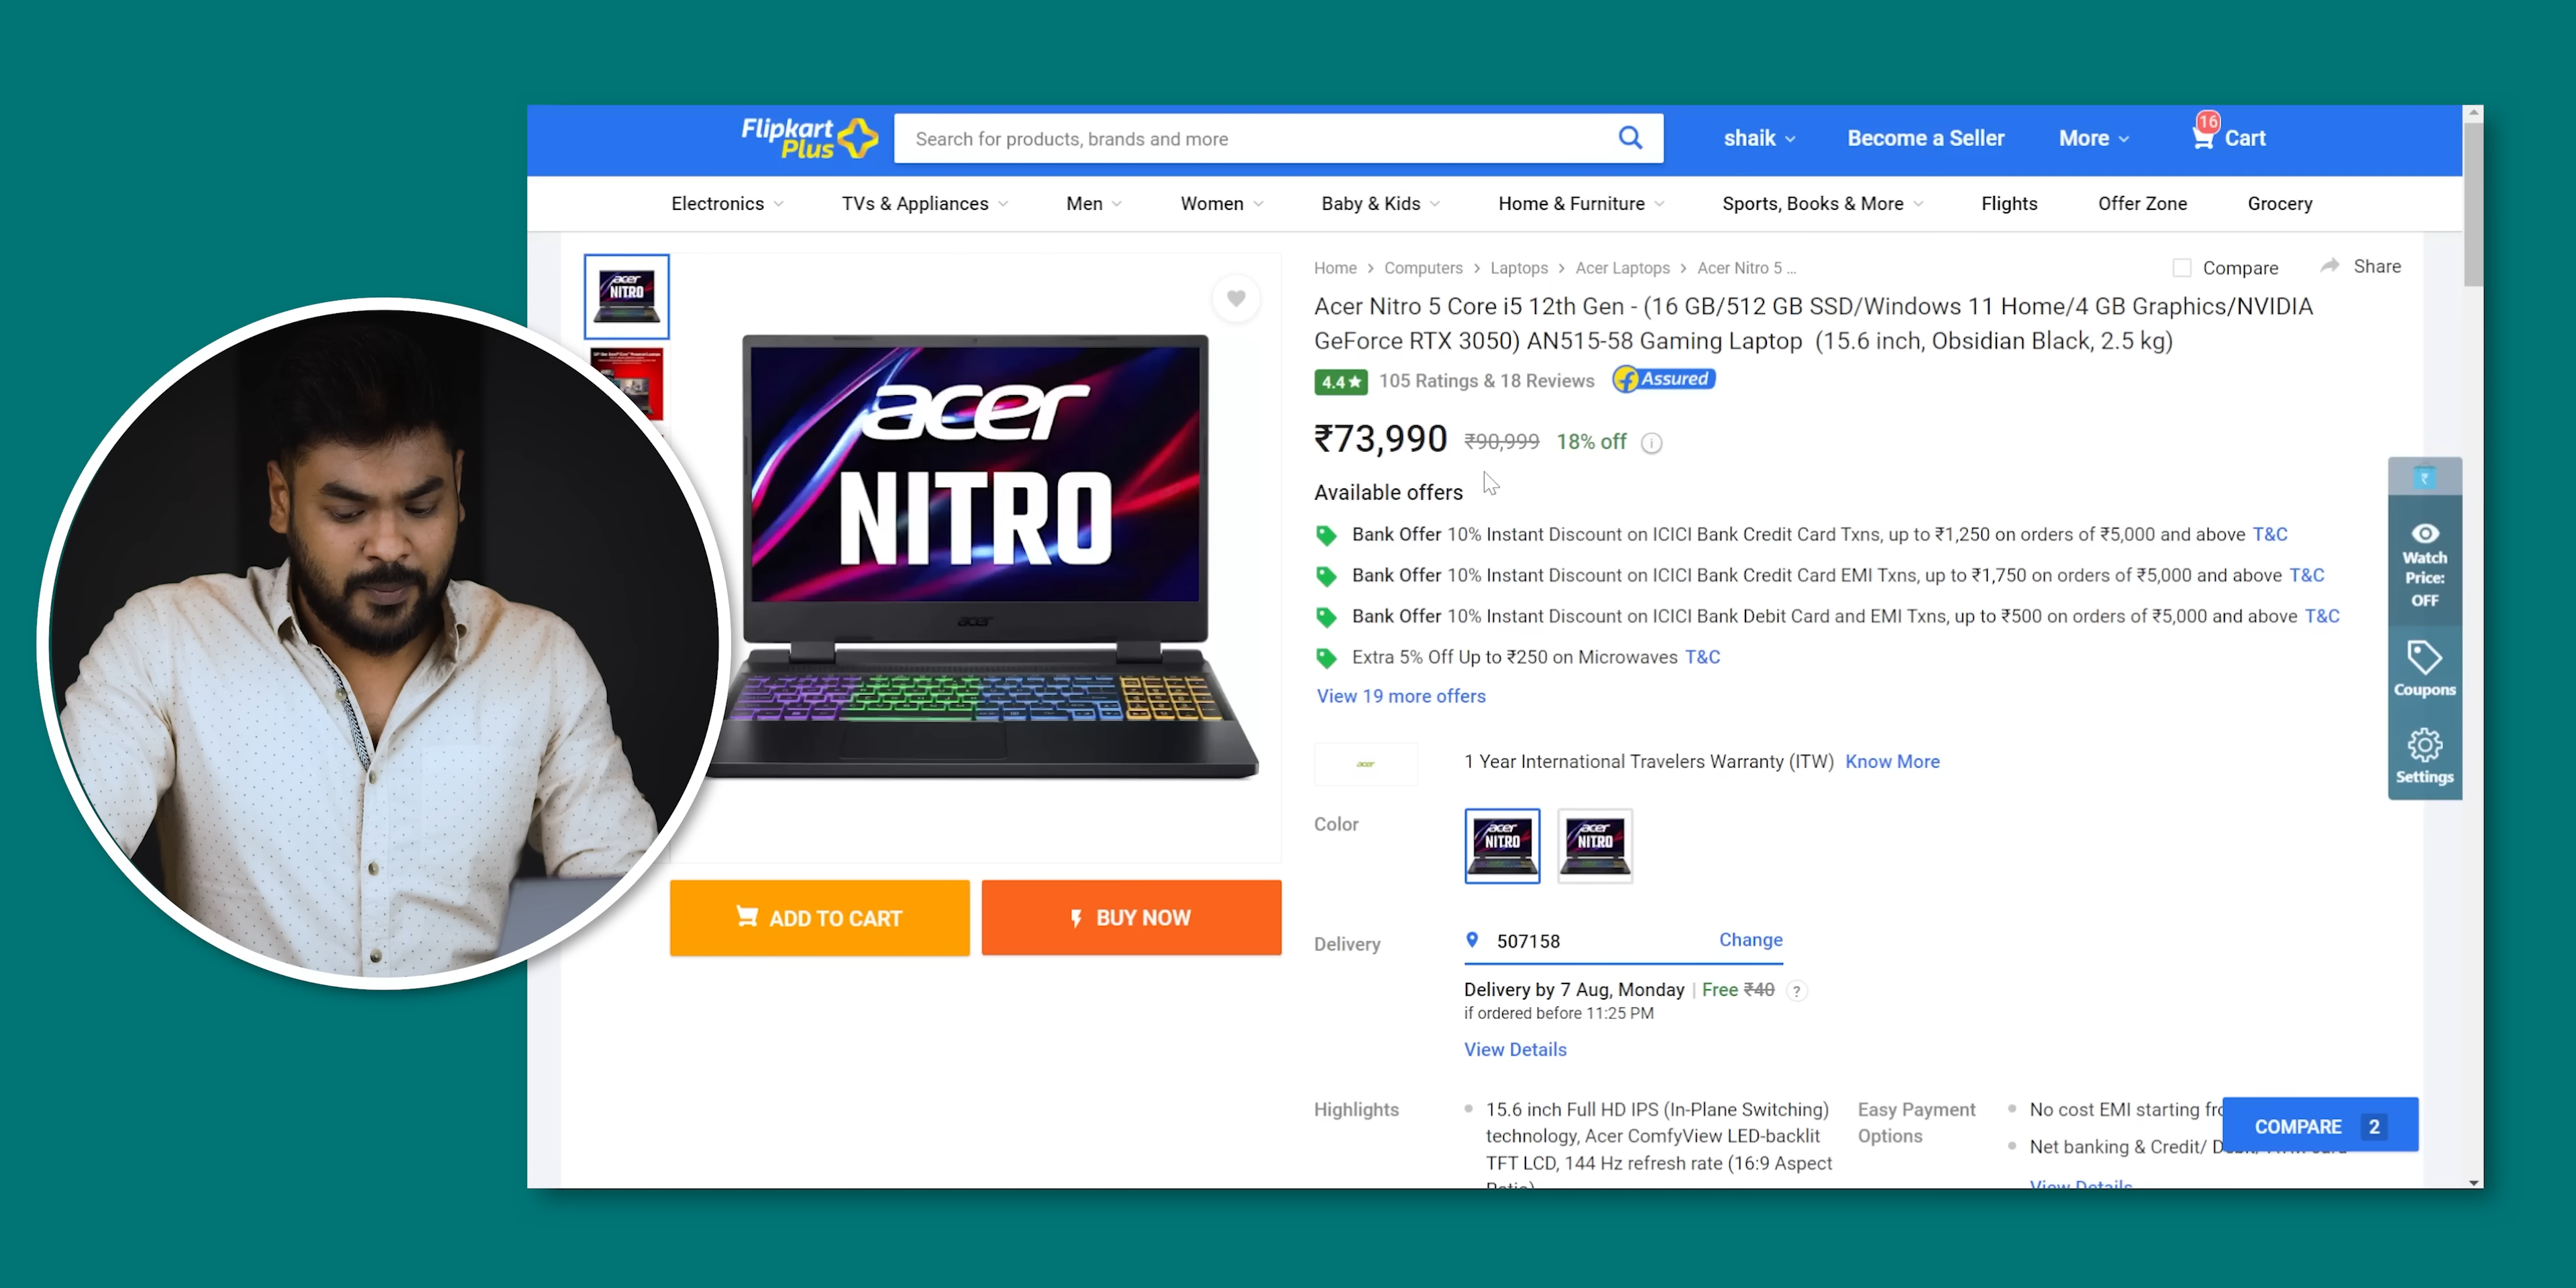 Flipkart
Plus
Search for products, brands and more
shaik
Become a Seller
More
16
Cart
Electronics
TVs & Appliances
Men
Women
Baby & Kids
Home & Furniture
Sports, Books & More
Flights
Offer Zone
Grocery
Home > Computers > Laptops > Acer Laptops > Acer Nitro 5 ...
Compare
Share
Acer Nitro 5 Core i5 12th Gen - (16 GB/512 GB SSD/Windows 11 Home/4 GB Graphics/NVIDIA
GeForce RTX 3050) AN515-58 Gaming Laptop (15.6 inch, Obsidian Black, 2.5 kg)
4.4★ 105 Ratings & 18 Reviews
Assured
₹73,990 ₹90,999 18% off
Available offers
Bank Offer 10% Instant Discount on ICICI Bank Credit Card Txns, up to ₹1,250 on orders of ₹5,000 and above T&C
Bank Offer 10% Instant Discount on ICICI Bank Credit Card EMI Txns, up to ₹1,750 on orders of ₹5,000 and above T&C
Bank Offer 10% Instant Discount on ICICI Bank Debit Card and EMI Txns, up to ₹500 on orders of ₹5,000 and above T&C
Extra 5% Off Up to ₹250 on Microwaves T&C
View 19 more offers
acer
NITRO
acer
NITRO
acer
acer
1 Year International Travelers Warranty (ITW) Know More
Color
acer
NITRO
acer
NITRO
ADD TO CART
BUY NOW
Delivery
507158
Change
Delivery by 7 Aug, Monday | Free ₹40 ?
if ordered before 11:25 PM
View Details
Highlights
15.6 inch Full HD IPS (In-Plane Switching)
technology, Acer ComfyView LED-backlit
TFT LCD, 144 Hz refresh rate (16:9 Aspect
Ratio)
Easy Payment
Options
No cost EMI starting
Net banking & Credit/
View Details
COMPARE 2
₹
Watch
Price:
OFF
Coupons
Settings